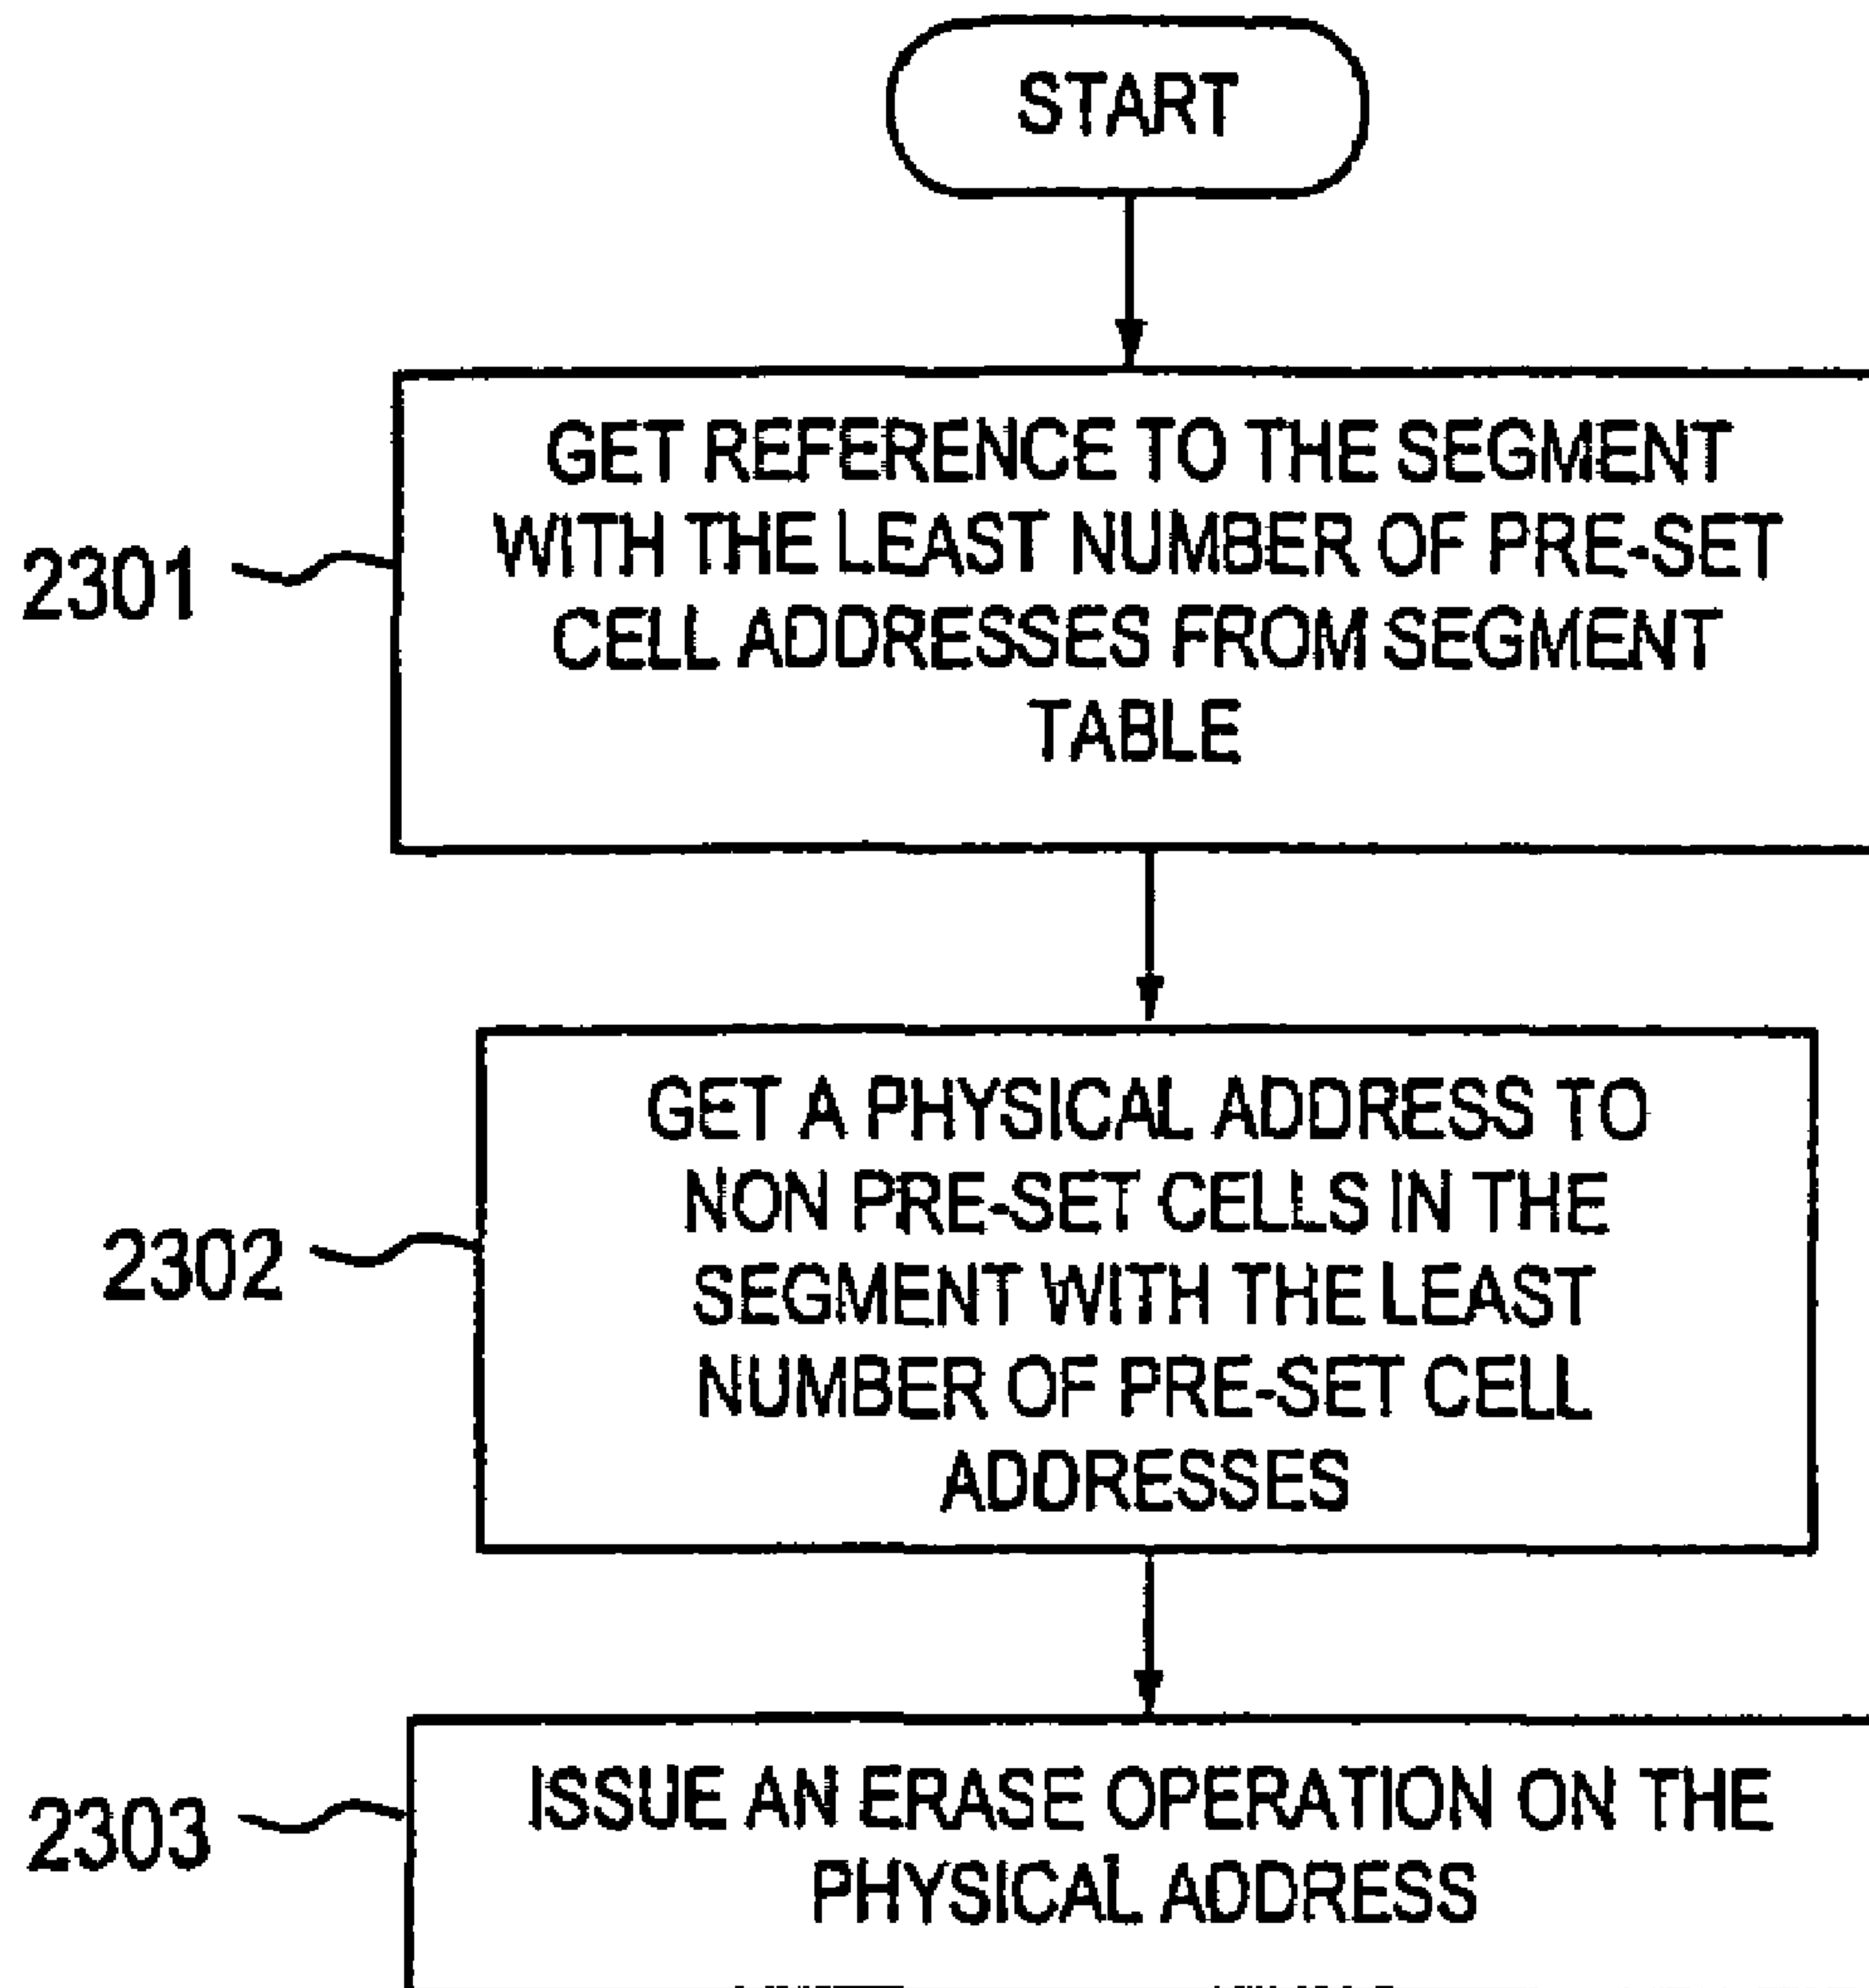 START
GET REFERENCE TO THE SEGMENT
WITH THE LEAST NUMBER OF PRE-SET
CELL ADDRESSES FROM SEGMENT
TABLE
2301
GET A PHYSICAL ADDRESS TO
NON PRE-SET CELLS IN THE
SEGMENT WITH THE LEAST
NUMBER OF PRE-SET CELL
ADDRESSES
2302
ISSUE AN ERASE OPERATION ON THE
PHYSICAL ADDRESS
2303